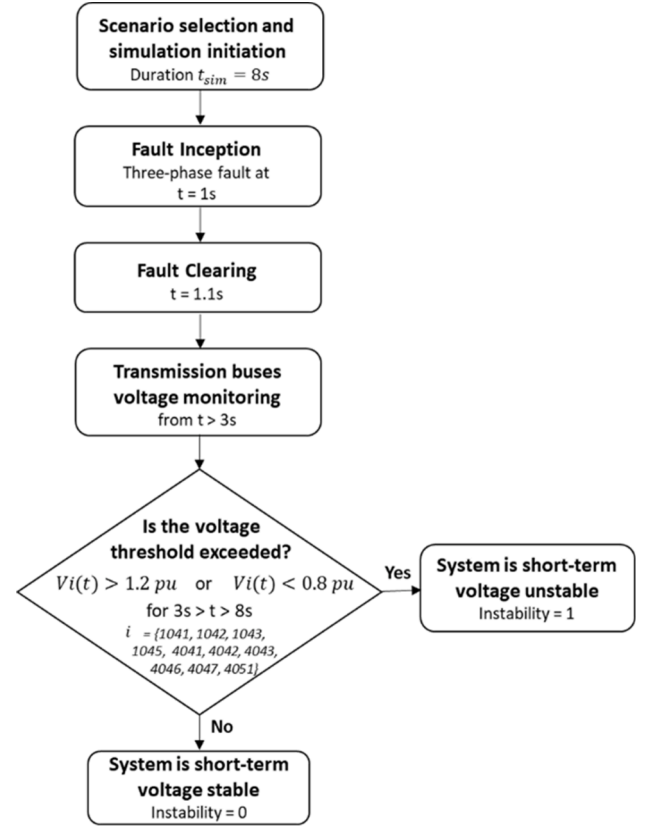 Scenario selection and
simulation initiation
Duration t_sim = 8s
Fault Inception
Three-phase fault at
t = 1s
Fault Clearing
t = 1.1s
Transmission buses
voltage monitoring
from t > 3s
Is the voltage
threshold exceeded?
Vi(t) > 1.2 pu or Vi(t) < 0.8 pu
for 3s > t > 8s
i = {1041, 1042, 1043,
1045, 4041, 4042, 4043,
4046, 4047, 4051}
Yes
System is short-term
voltage unstable
Instability = 1
No
System is short-term
voltage stable
Instability = 0